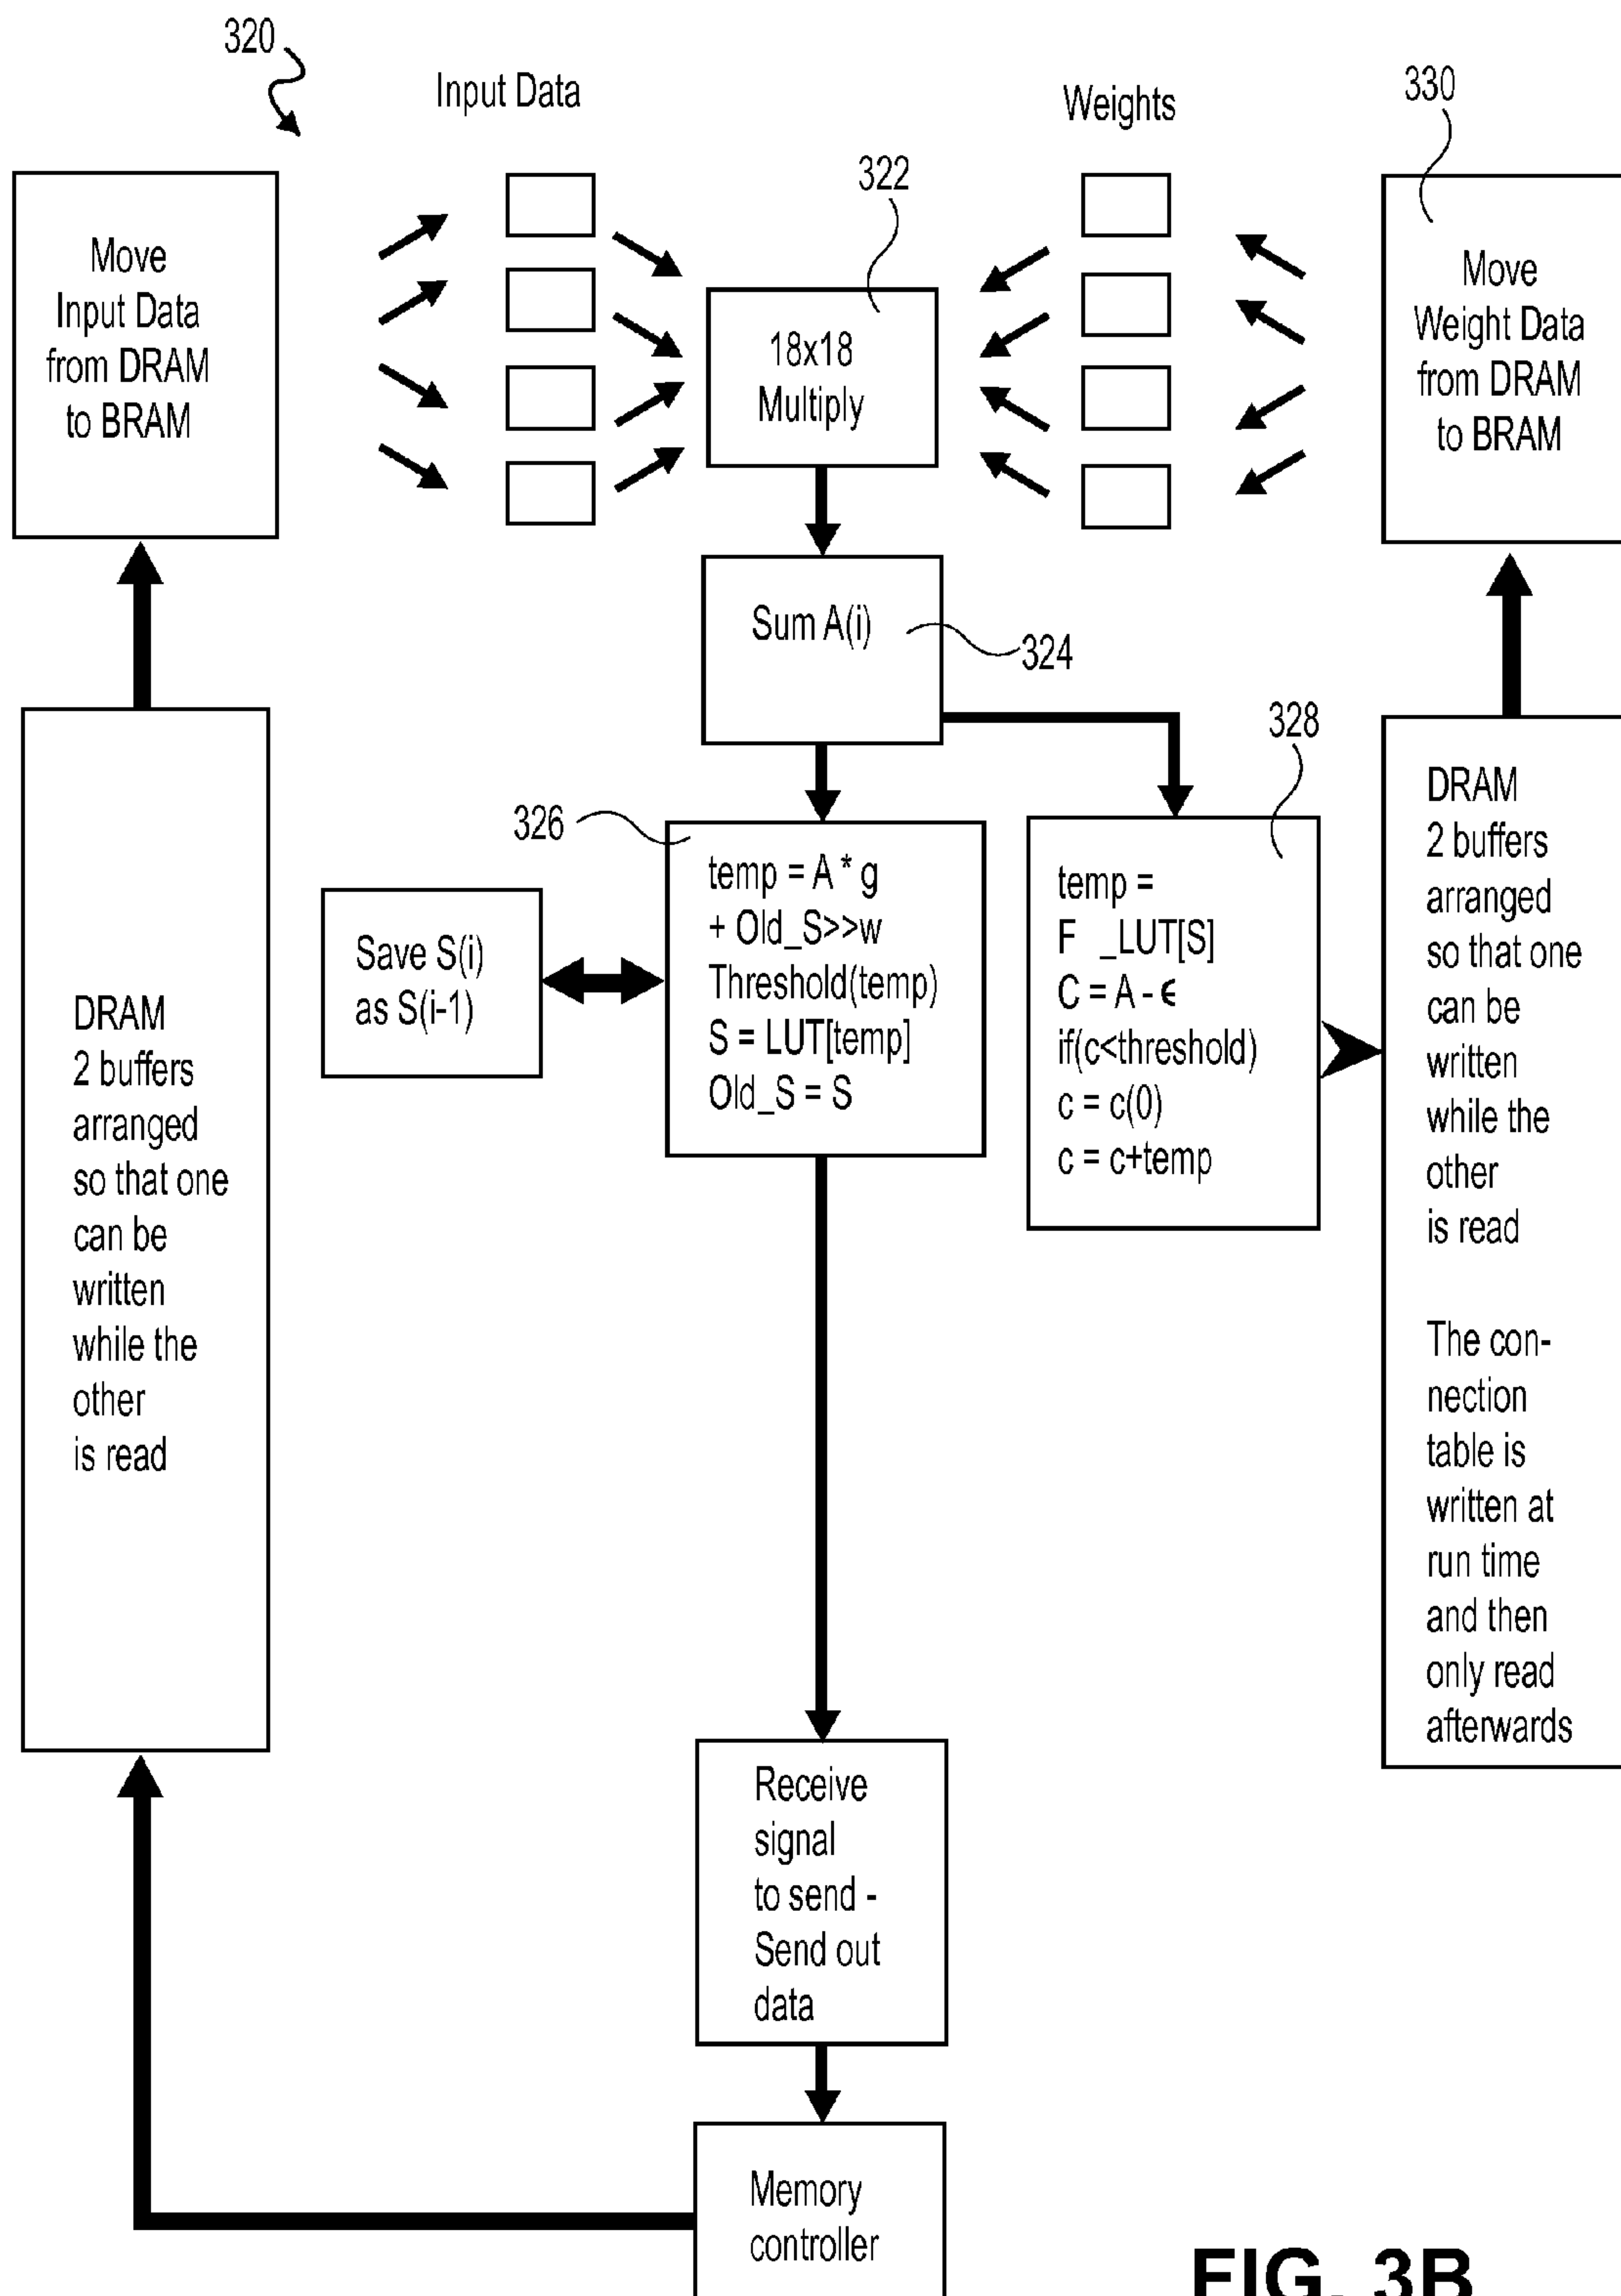 320
Input Data
Weights
330
322
Move
Input Data
from DRAM
to BRAM
18x18
Multiply
Move
Weight Data
from DRAM
to BRAM
Sum A(i)
324
328
326
temp = A * g
+ Old_S>>w
Threshold(temp)
S = LUT[temp]
Old_S = S
Save S(i)
as S(i-1)
temp =
F _LUT[S]
C = A - ϵ
if(c<threshold)
c = c(0)
c = c+temp
DRAM
2 buffers
arranged
so that one
can be
written
while the
other
is read
The con-
nection
table is
written at
run time
and then
only read
afterwards
DRAM
2 buffers
arranged
so that one
can be
written
while the
other
is read
Receive
signal
to send -
Send out
data
Memory
controller
FIG. 3B